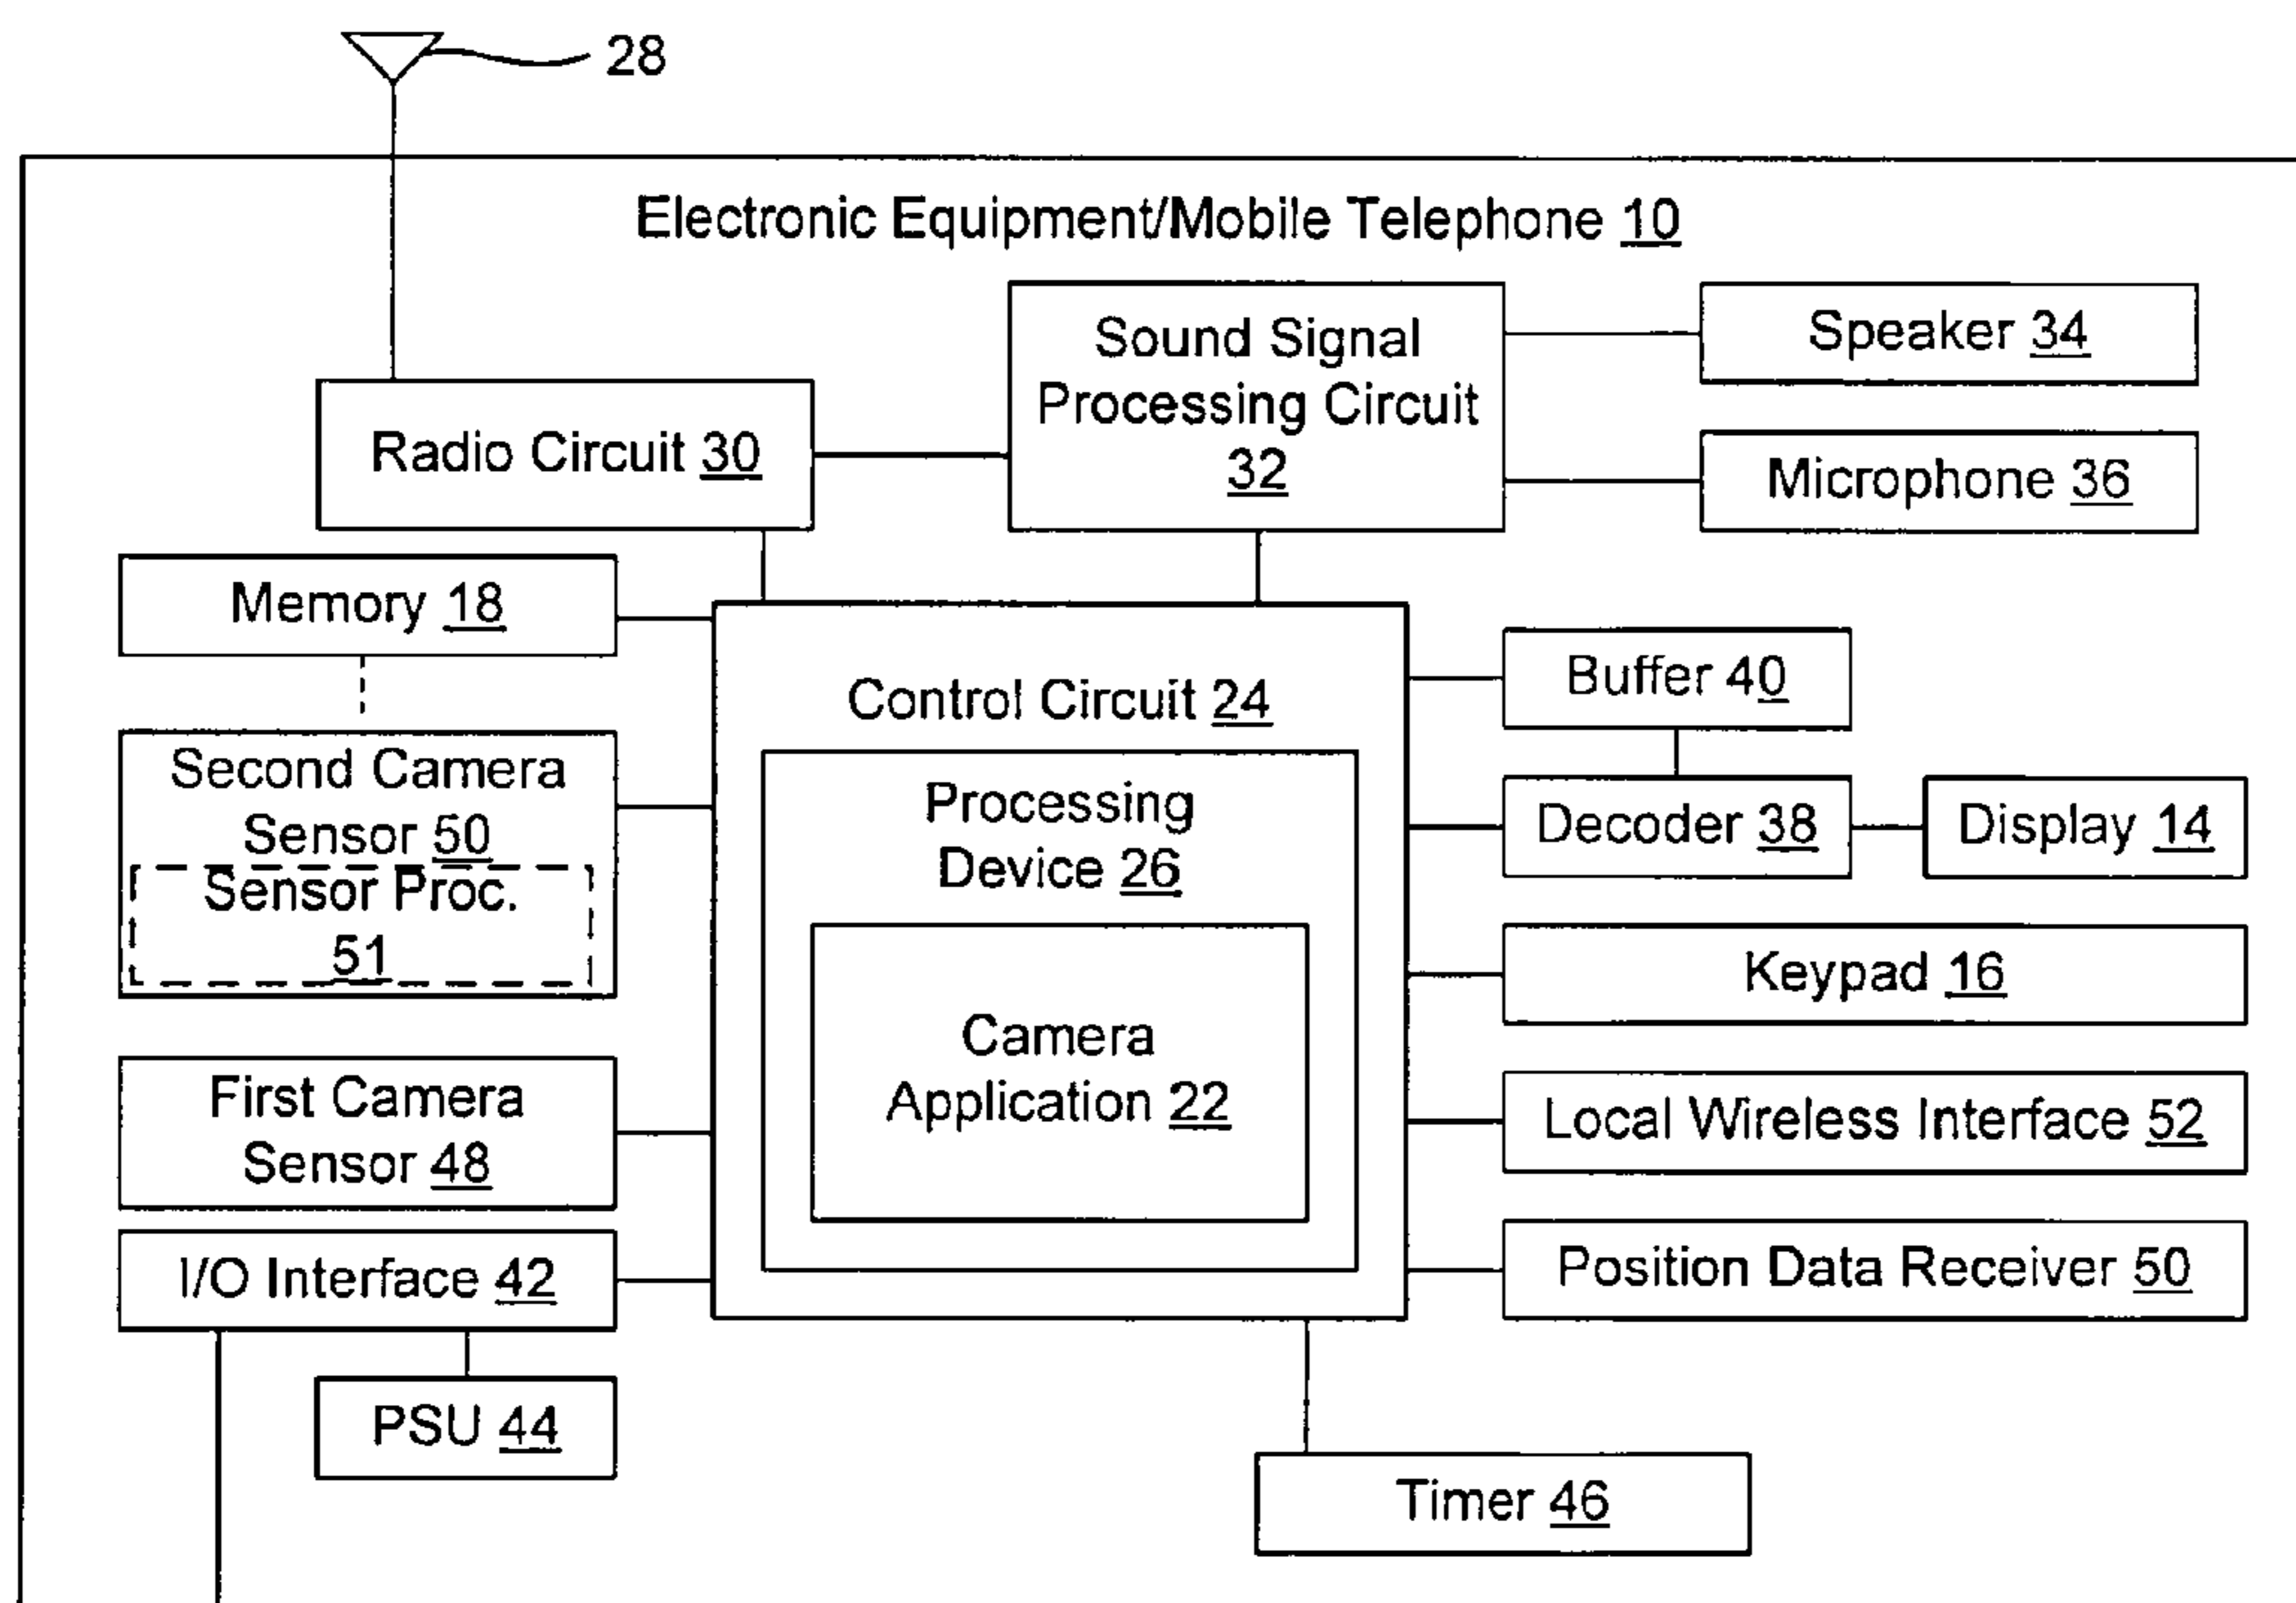 28
Electronic Equipment/Mobile Telephone 10
Sound Signal
Processing Circuit
32
Speaker 34
Microphone 36
Radio Circuit 30
Memory 18
Second Camera
Sensor 50
Sensor Proc.
51
First Camera
Sensor 48
I/O Interface 42
PSU 44
Control Circuit 24
Processing
Device 26
Camera
Application 22
Buffer 40
Decoder 38
Display 14
Keypad 16
Local Wireless Interface 52
Position Data Receiver 50
Timer 46